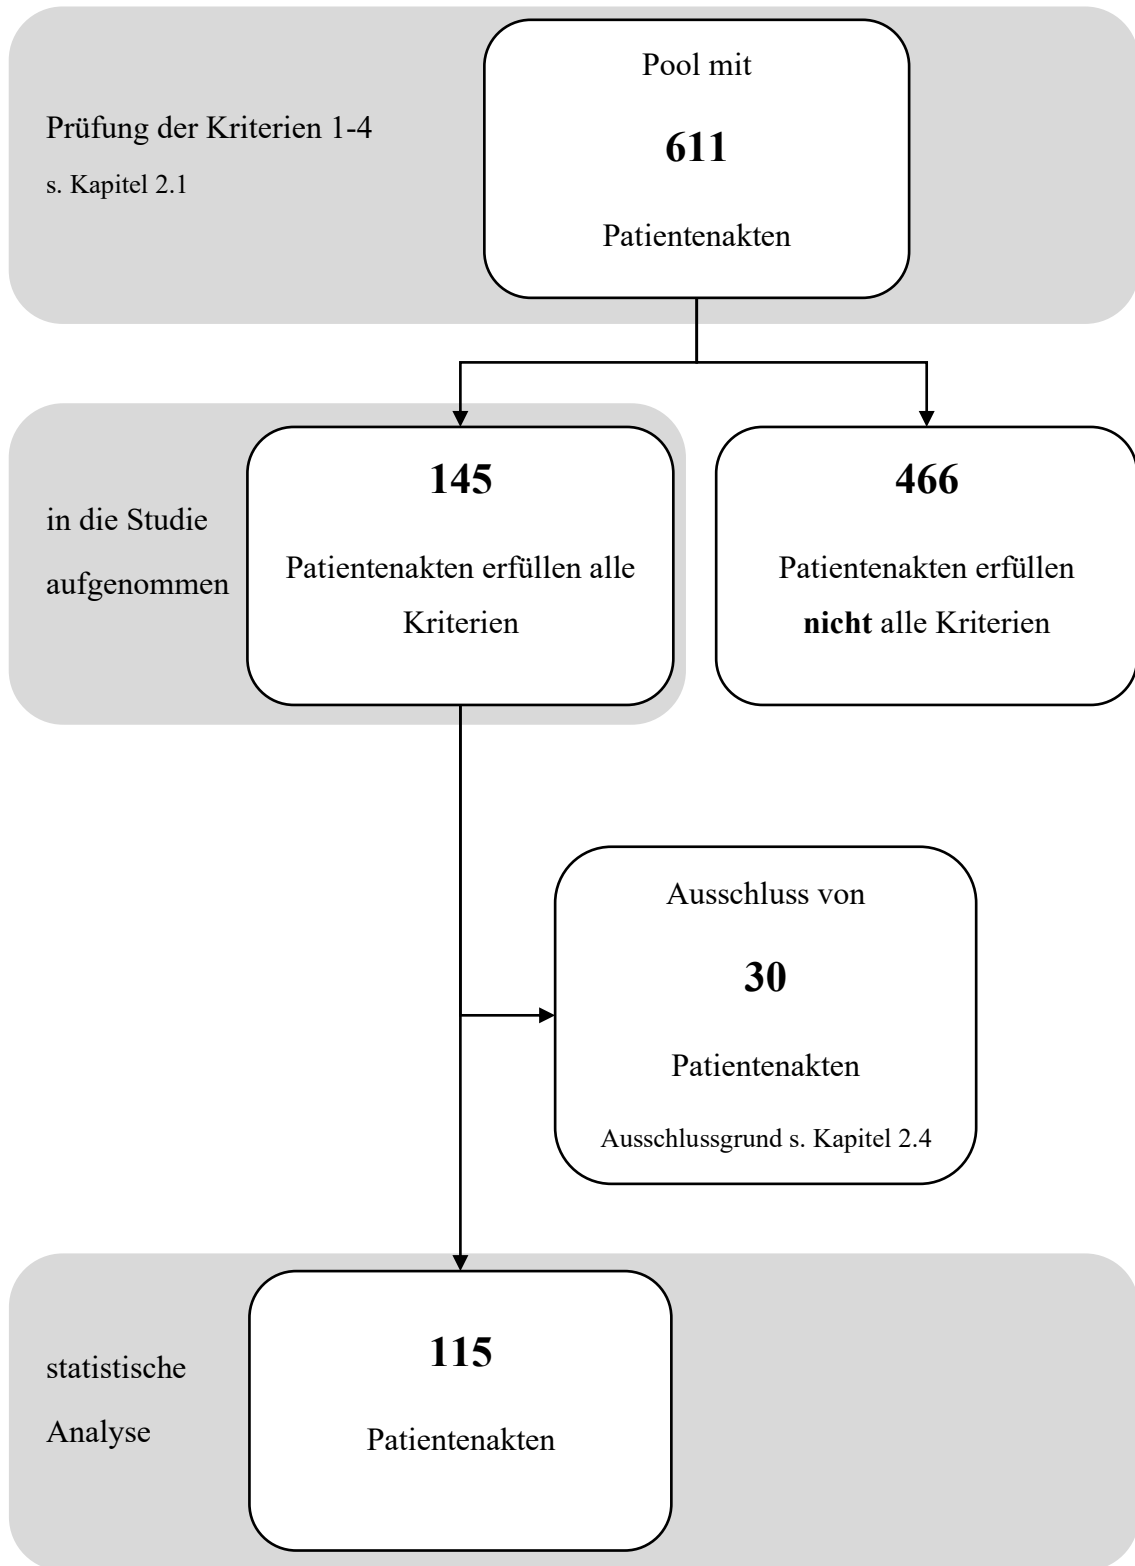 Prüfung der Kriterien 1-4
s. Kapitel 2.1
Pool mit
611
Patientenakten
in die Studie
aufgenommen
145
Patientenakten erfüllen alle
Kriterien
466
Patientenakten erfüllen
nicht alle Kriterien
Ausschluss von
30
Patientenakten
Ausschlussgrund s. Kapitel 2.4
statistische
Analyse
115
Patientenakten